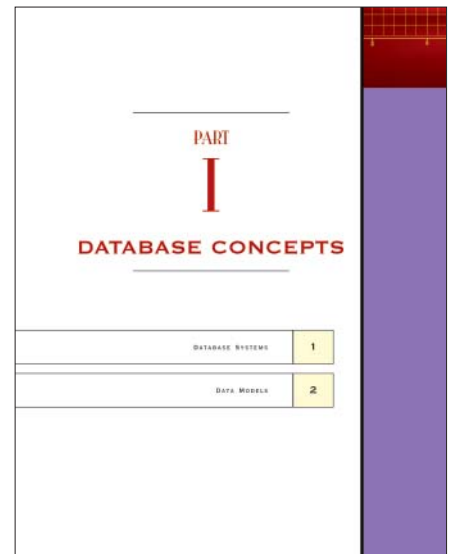 PART
I
DATABASE CONCEPTS
DATABASE SYSTEMS 1
DATA MODELS 2